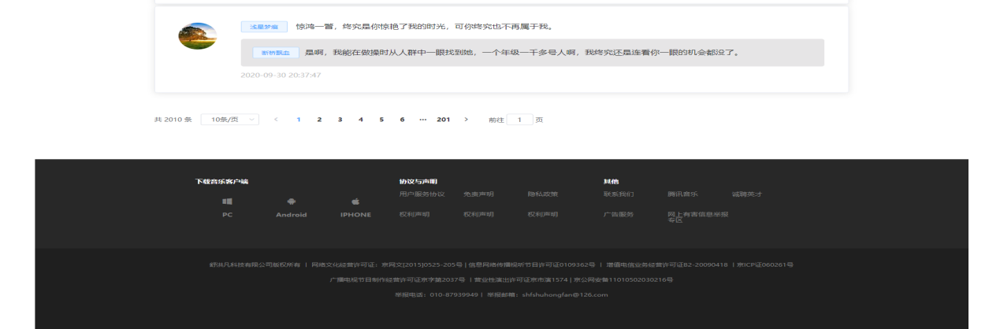 浅星梦痕 惊鸿一瞥，终究是你惊艳了我的时光，可你终究也不再属于我。
断桥飘血 是啊，我能在做操时从人群中一眼找到她，一个年级一千多号人啊，我终究还是连看你一眼的机会都没了。
2020-09-30 20:37:47
共 2010 条 10条/页 < 1 2 3 4 5 6 ··· 201 > 前往 1 页
下载音乐客户端 协议与声明 其他
用户服务协议 免责声明 隐私政策 联系我们 腾讯音乐 诚聘英才
PC Android IPHONE 权利声明 权利声明 权利声明 广告服务 网上有害信息举报
专区
洪凡科技有限公司版权所有 | 网络文化经营许可证：京网文[2015]0525-205号 | 信息网络传播视听节目许可证0109362号 | 增值电信业务经营许可证B2-20090418 | 京ICP证060261号
广播电视节目制作经营许可证京字第2037号 | 营业性演出许可证京市演1574 | 京公网安备11010502030216号
举报电话：010-87939949 | 举报邮箱：shfshuhongfan@126.com